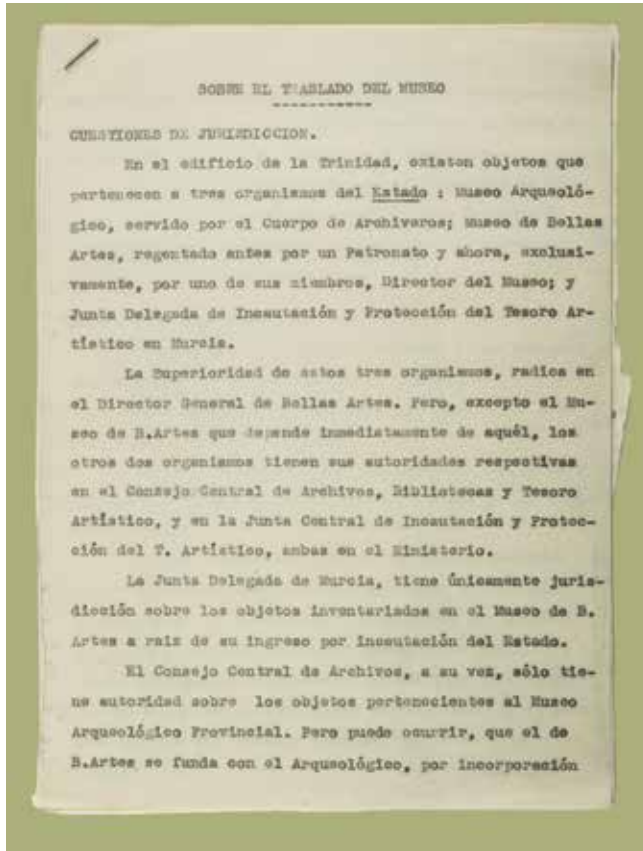 SOBRE EL TRASLADO DEL MUSEO
-----------
CUESTIONES DE JURISDICCION.
En el edificio de la Trinidad, existen objetos que
pertenecen a tres organismos del Estado : Museo Arqueoló-
gico, servido por el Cuerpo de Archiveros; Museo de Bellas
Artes, regentado antes por un Patronato y ahora, exclusi-
vamente, por uno de sus miembros, Director del Museo; y
Junta Delegada de Incautación y Protección del Tesoro Ar-
tístico en Murcia.
La Superioridad de estos tres organismos, radica en
el Director General de Bellas Artes. Pero, excepto el Mu-
seo de B.Artes que depende inmediatamente de aquél, los
otros dos organismos tienen sus autoridades respectivas
en el Consejo Central de Archivos, Bibliotecas y Tesoro
Artístico, y en la Junta Central de Incautación y Protec-
ción del T. Artístico, ambas en el Ministerio.
La Junta Delegada de Murcia, tiene únicamente juris-
dicción sobre los objetos inventariados en el Museo de B.
Artes a raiz de su ingreso por incautación del Estado.
El Consejo Central de Archivos, a su vez, sólo tie-
ne autoridad sobre los objetos pertenecientes al Museo
Arqueológico Provincial. Pero puede ocurrir, que el de
B.Artes se funda con el Arqueológico, por incorporación